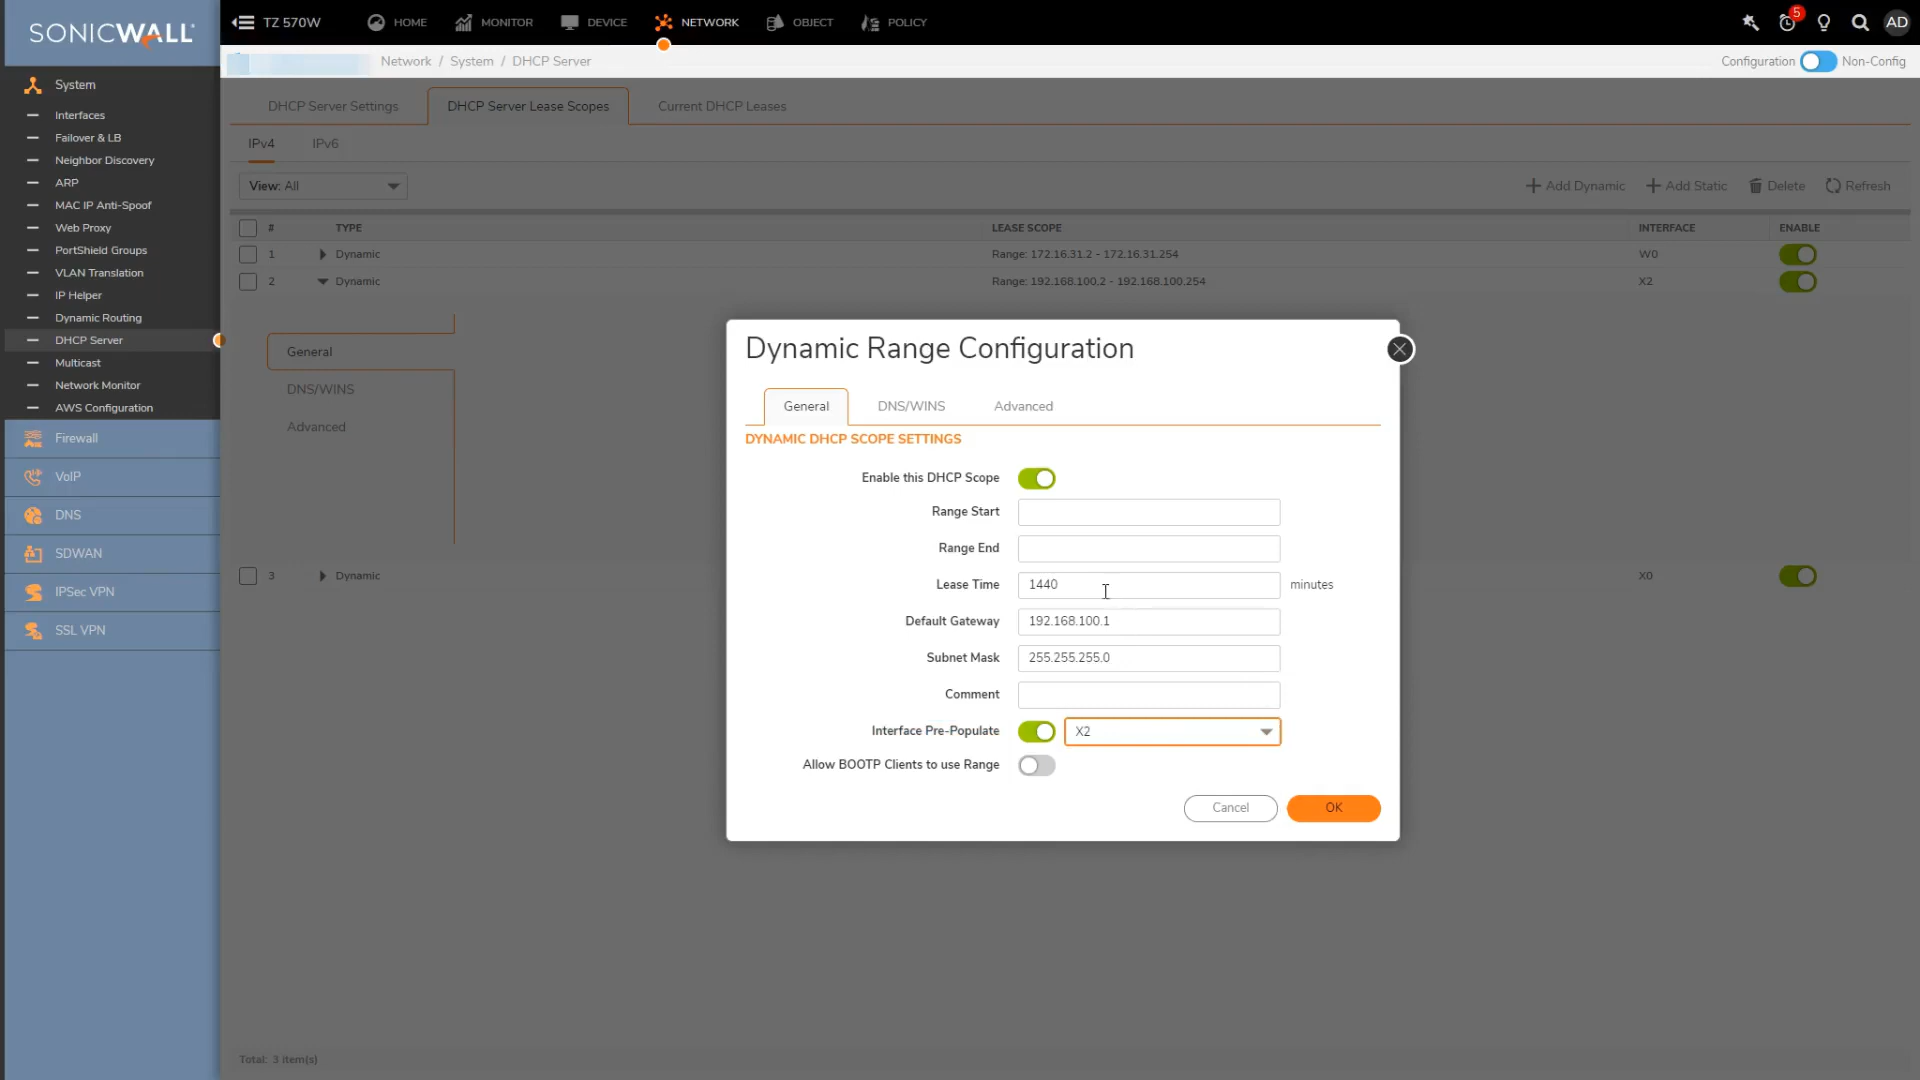 SONICWALL
TZ 570W
HOME
MONITOR
DEVICE
NETWORK
OBJECT
POLICY
5
AD
Network / System / DHCP Server
Configuration
Non-Config
System
Interfaces
Failover & LB
Neighbor Discovery
ARP
MAC IP Anti-Spoof
Web Proxy
PortShield Groups
VLAN Translation
IP Helper
Dynamic Routing
DHCP Server
Multicast
Network Monitor
AWS Configuration
Firewall
VoIP
DNS
SDWAN
IPSec VPN
SSL VPN
DHCP Server Settings
DHCP Server Lease Scopes
Current DHCP Leases
IPv4
IPv6
View: All
Add Dynamic
Add Static
Delete
Refresh
# TYPE LEASE SCOPE INTERFACE ENABLE
1 Dynamic Range: 172.16.31.2 - 172.16.31.254 W0
2 Dynamic Range: 192.168.100.2 - 192.168.100.254 X2
General
DNS/WINS
Advanced
3 Dynamic X0
Total: 3 item(s)
Dynamic Range Configuration
General
DNS/WINS
Advanced
DYNAMIC DHCP SCOPE SETTINGS
Enable this DHCP Scope
Range Start
Range End
Lease Time 1440 minutes
Default Gateway 192.168.100.1
Subnet Mask 255.255.255.0
Comment
Interface Pre-Populate X2
Allow BOOTP Clients to use Range
Cancel
OK